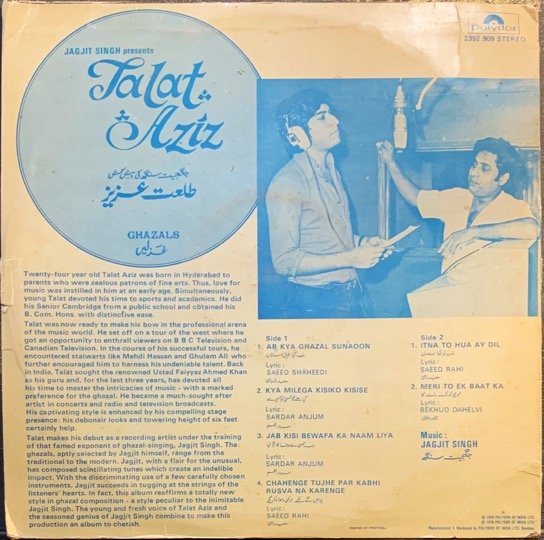 Polydor
2392 909 STEREO
JAGJIT SINGH presents
Talat
Aziz
جگجیت سنگھ کی پیش کش
طلعت عزیز
GHAZALS
غزلیں
Twenty-four year old Talat Aziz was born in Hyderabad to
parents who were zealous patrons of fine arts. Thus, love for
music was instilled in him at an early age. Simultaneously,
young Talat devoted his time to sports and academics. He did
his Senior Cambridge from a public school and obtained his
B. Com. Hons. with distinctive ease.
Talat was now ready to make his bow in the professional arena
of the music world. He set off on a tour of the west where he
got an opportunity to enthrall viewers on B B C Television and
Canadian Television. In the course of his successful tours, he
encountered stalwarts like Mehdi Hassan and Ghulam Ali who
further encouraged him to harness his undeniable talent. Back
in India, Talat sought the renowned Ustad Faiyyaz Ahmed Khan
as his guru and, for the last three years, has devoted all
his time to master the intricacies of music - with a marked
preference for the ghazal. He became a much-sought after
artist in concerts and radio and television broadcasts.
His captivating style is enhanced by his compelling stage
presence: his debonair looks and towering height of six feet
certainly help.
Talat makes his debut as a recording artist under the training
of that famed exponent of ghazal-singing, Jagjit Singh. The
ghazals, aptly selected by Jagjit himself, range from the
traditional to the modern. Jagjit, with a flair for the unusual,
has composed scintillating tunes which create an indelible
impact. With the discriminating use of a few carefully chosen
instruments, Jagjit succeeds in tugging at the strings of the
listeners' hearts. In fact, this album reaffirms a totally new
style in ghazal composition - a style peculiar to the inimitable
Jagjit Singh. The young and fresh voice of Talat Aziz and
the seasoned genius of Jagjit Singh combine to make this
production an album to cherish.
Side 1
1. AB KYA GHAZAL SUNAOON
Lyric :
SAEED SHAHEEDI
2. KYA MILEGA KISIKO KISISE
Lyric :
SARDAR ANJUM
3. JAB KISI BEWAFA KA NAAM LIYA
Lyric :
SARDAR ANJUM
4. CHAHENGE TUJHE PAR KABHI
RUSVA NA KARENGE
Lyric :
SAEED RAHI
Side 2
1. ITNA TO HUA AY DIL
Lyric :
SAEED RAHI
2. MERI TO EK BAAT KA
Lyric :
BEKHUD DAHELVI
Music :
JAGJIT SINGH
جگجیت سنگھ